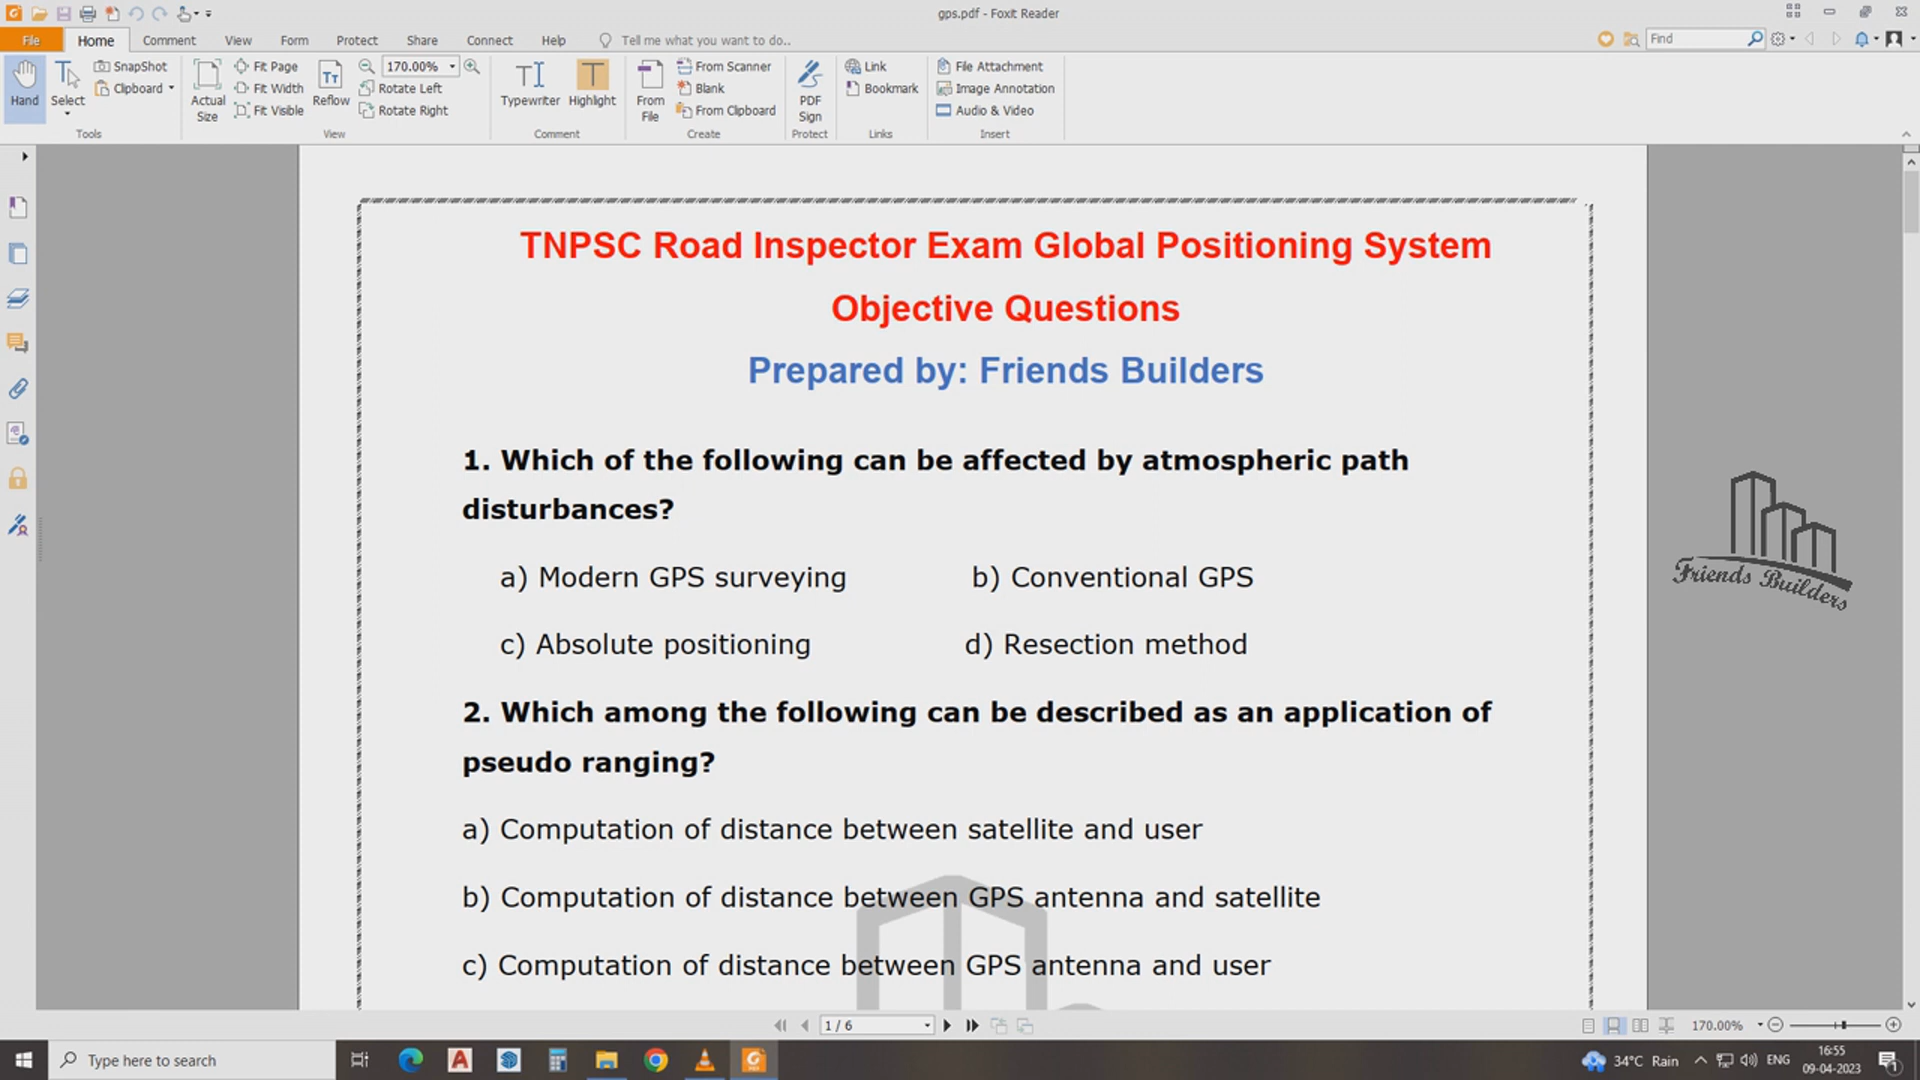 gps.pdf - Foxit Reader
File Home Comment View Form Protect Share Connect Help Tell me what you want to do.. Find
Hand
Select
SnapShot
Clipboard
Tools
Actual Size
Fit Page
Fit Width
Fit Visible
Reflow
170.00%
Rotate Left
Rotate Right
View
Typewriter
Highlight
Comment
From File
From Scanner
Blank
From Clipboard
Create
PDF Sign
Protect
Link
Bookmark
Links
File Attachment
Image Annotation
Audio & Video
Insert
TNPSC Road Inspector Exam Global Positioning System
Objective Questions
Prepared by: Friends Builders
1. Which of the following can be affected by atmospheric path
disturbances?
a) Modern GPS surveying b) Conventional GPS
c) Absolute positioning d) Resection method
2. Which among the following can be described as an application of
pseudo ranging?
a) Computation of distance between satellite and user
b) Computation of distance between GPS antenna and satellite
c) Computation of distance between GPS antenna and user
Friends Builders
1 / 6
170.00%
Type here to search
34°C Rain
ENG
16:55
09-04-2023